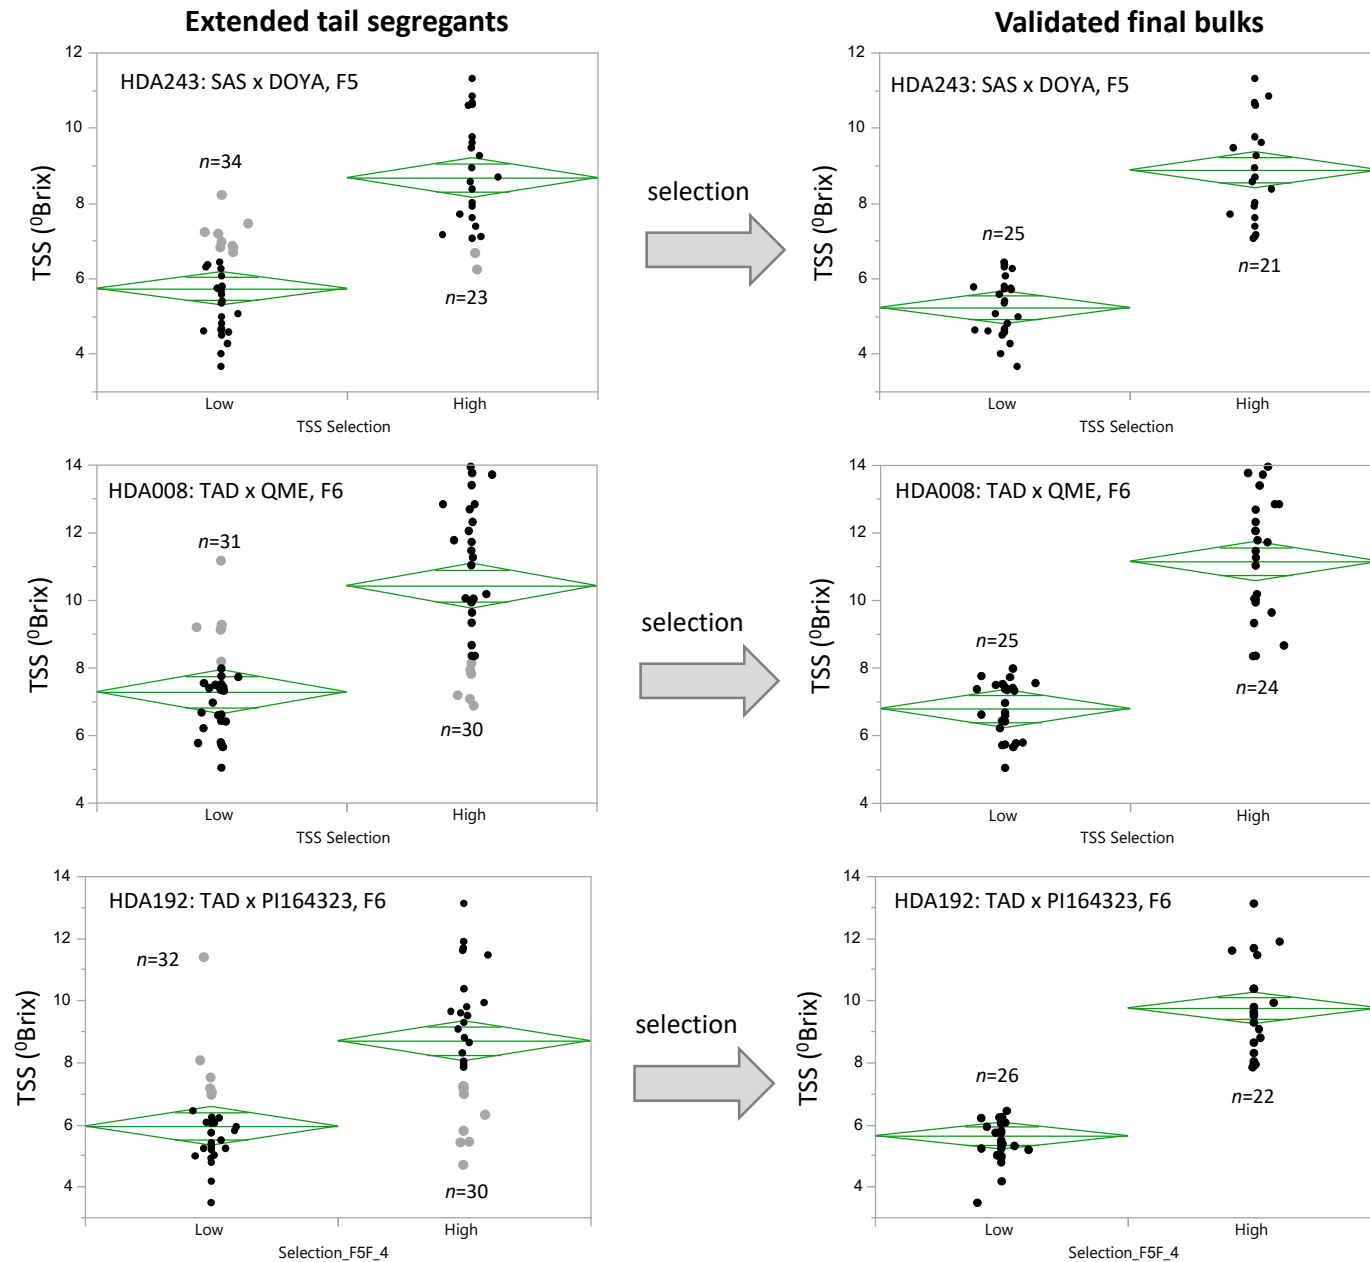 Extended tail segregants
Validated final bulks
12
10
8
6
4
TSS (⁰Brix)
HDA243: SAS x DOYA, F5
n=34
n=23
Low
High
TSS Selection
selection
12
10
8
6
4
TSS (⁰Brix)
HDA243: SAS x DOYA, F5
n=25
n=21
Low
High
TSS Selection
14
12
10
8
6
4
TSS (⁰Brix)
HDA008: TAD x QME, F6
n=31
n=30
Low
High
TSS Selection
selection
14
12
10
8
6
4
TSS (⁰Brix)
HDA008: TAD x QME, F6
n=25
n=24
Low
High
TSS Selection
14
12
10
8
6
4
TSS (⁰Brix)
HDA192: TAD x PI164323, F6
n=32
n=30
Low
High
Selection_F5F_4
selection
14
12
10
8
6
4
TSS (⁰Brix)
HDA192: TAD x PI164323, F6
n=26
n=22
Low
High
Selection_F5F_4